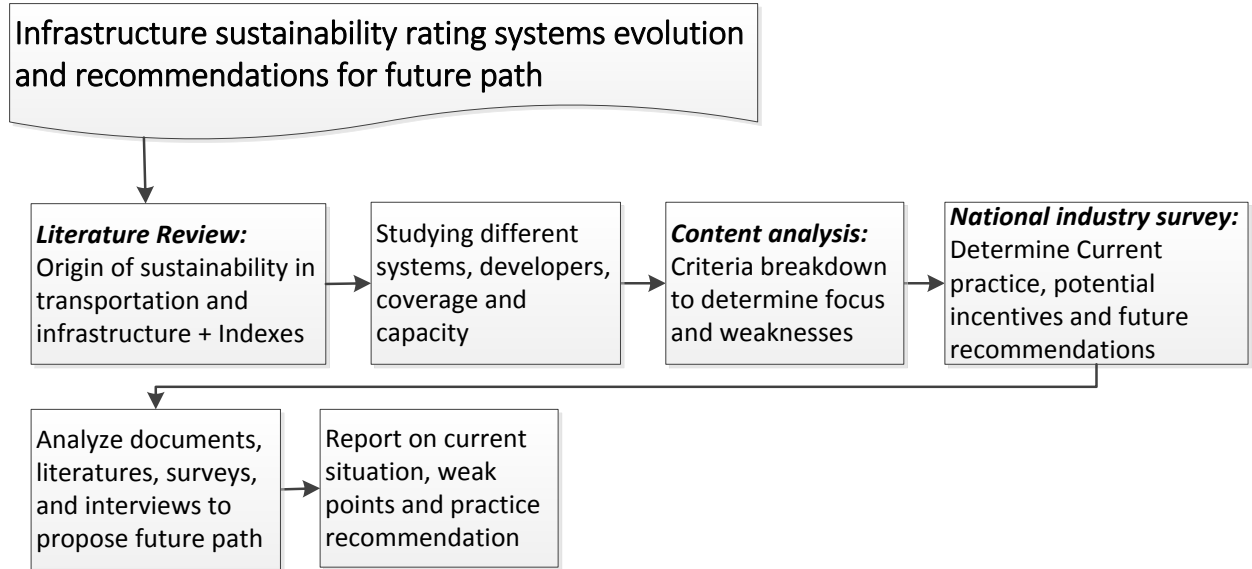 Infrastructure sustainability rating systems evolution
and recommendations for future path
Literature Review:
Origin of sustainability in
transportation and
infrastructure + Indexes
Studying different
systems, developers,
coverage and
capacity
Content analysis:
Criteria breakdown
to determine focus
and weaknesses
National industry survey:
Determine Current
practice, potential
incentives and future
recommendations
Analyze documents,
literatures, surveys,
and interviews to
propose future path
Report on current
situation, weak
points and practice
recommendation